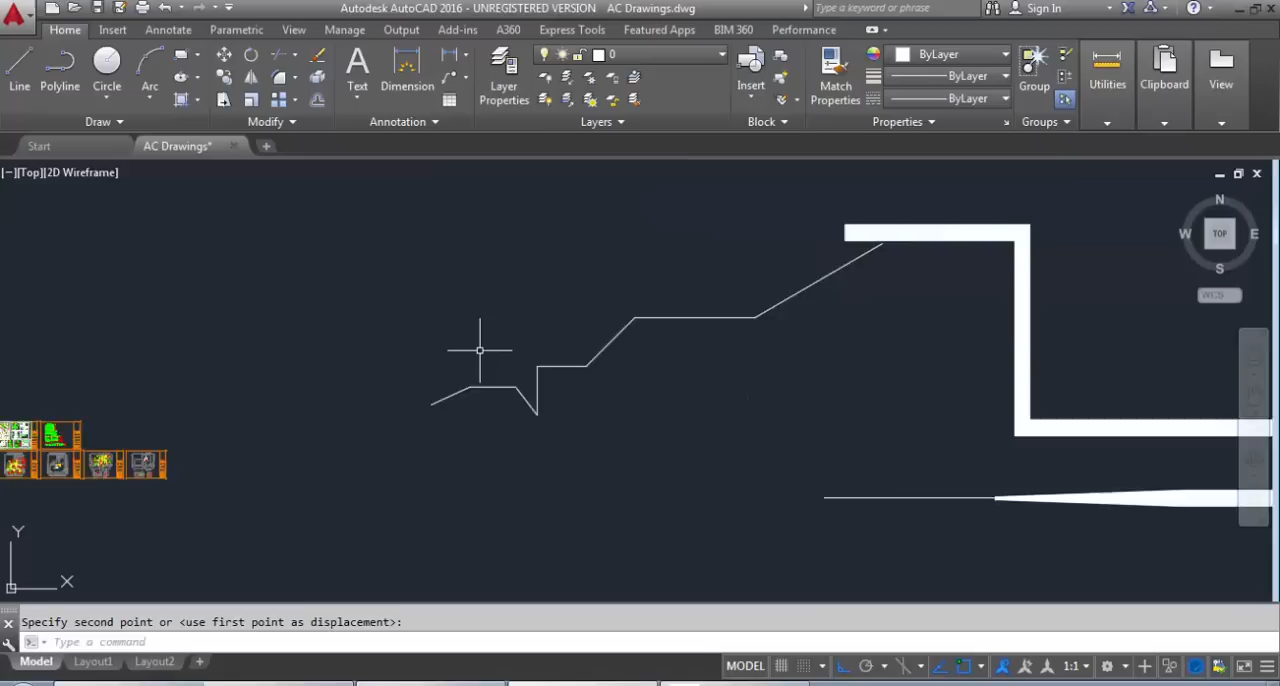 Autodesk AutoCAD 2016 - UNREGISTERED VERSION AC Drawings.dwg Type a keyword or phrase Sign In
Home Insert Annotate Parametric View Manage Output Add-ins A360 Express Tools Featured Apps BIM 360 Performance
0 ByLayer
ByLayer
Line Polyline Circle Arc Text Dimension Layer Properties Insert Match Properties Group Utilities Clipboard View
ByLayer
Draw Modify Annotation Layers Block Properties Groups
Start AC Drawings*
[−][Top][2D Wireframe]
N
W TOP E
S
WCS
Y
X
Specify second point or <use first point as displacement>:
Type a command
Model Layout1 Layout2 MODEL 1:1